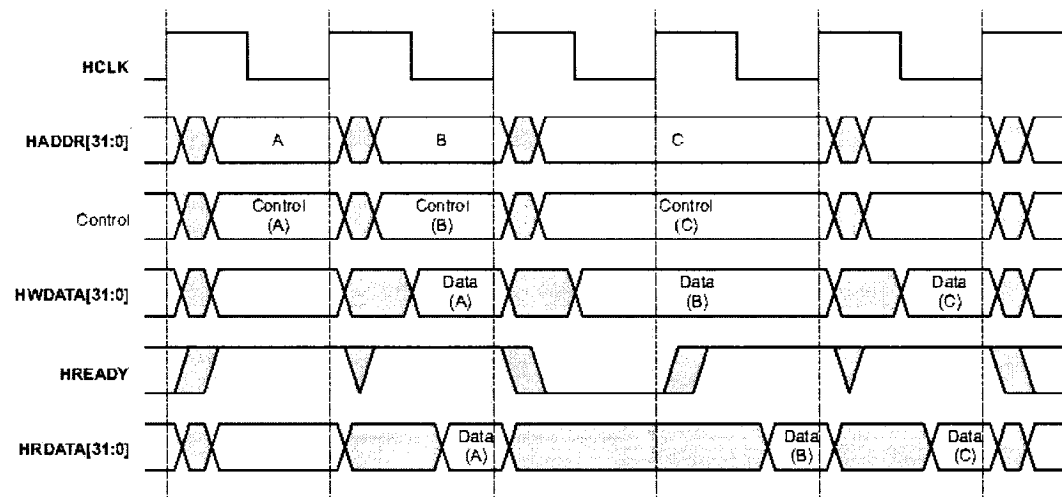 HCLK
HADDR[31:0]
A
B
C
Control
Control
(A)
Control
(B)
Control
(C)
HWDATA[31:0]
Data
(A)
Data
(B)
Data
(C)
HREADY
HRDATA[31:0]
Data
(A)
Data
(B)
Data
(C)